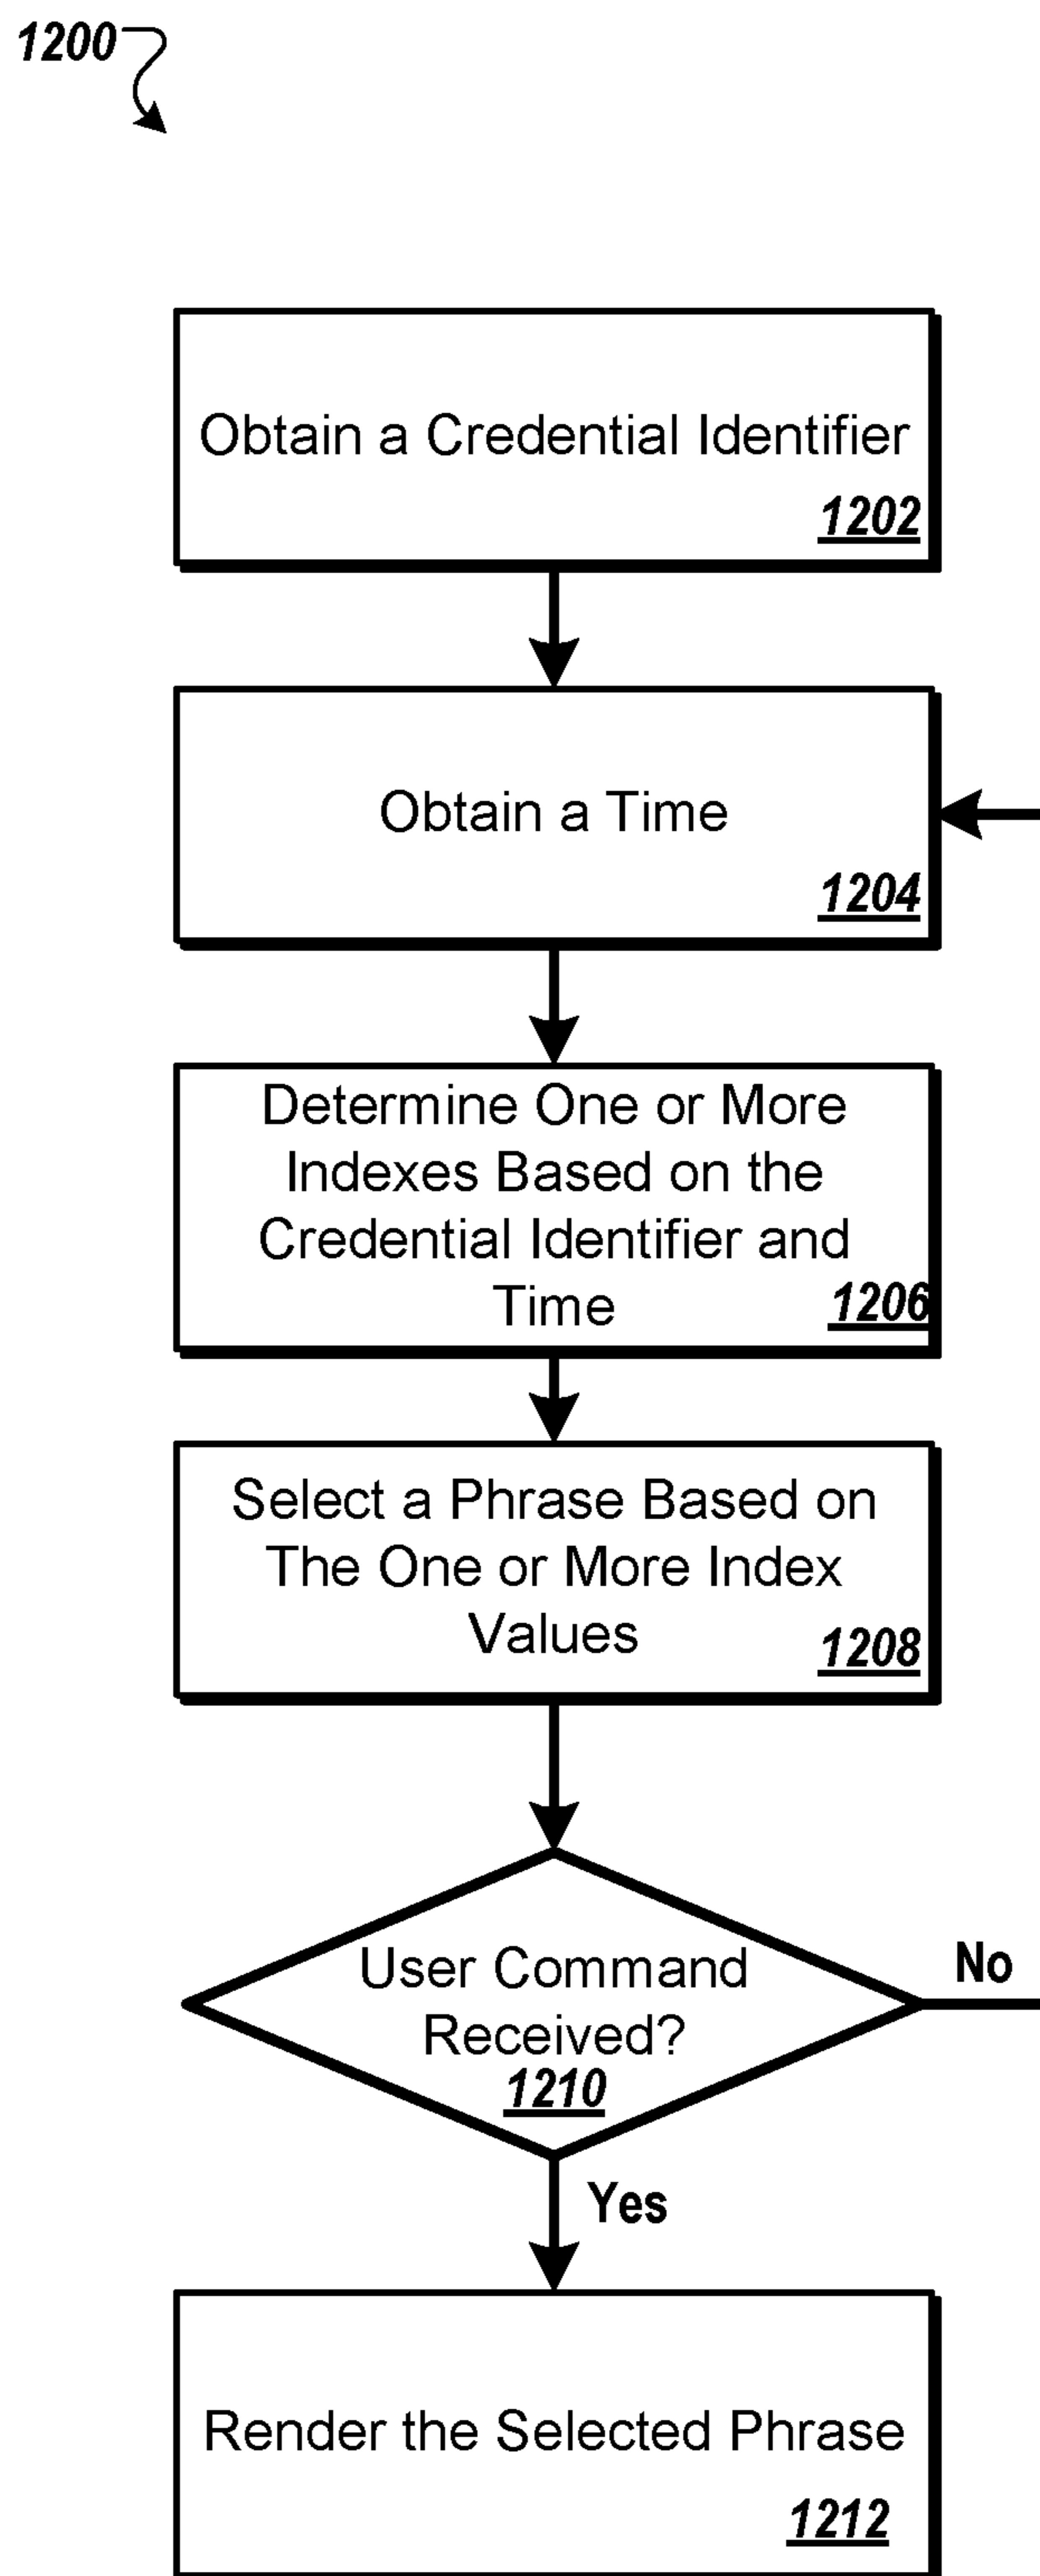 1200
Obtain a Credential Identifier
1202
Obtain a Time
1204
Determine One or More
Indexes Based on the
Credential Identifier and
Time
1206
Select a Phrase Based on
The One or More Index
Values
1208
User Command
Received?
1210
No
Yes
Render the Selected Phrase
1212